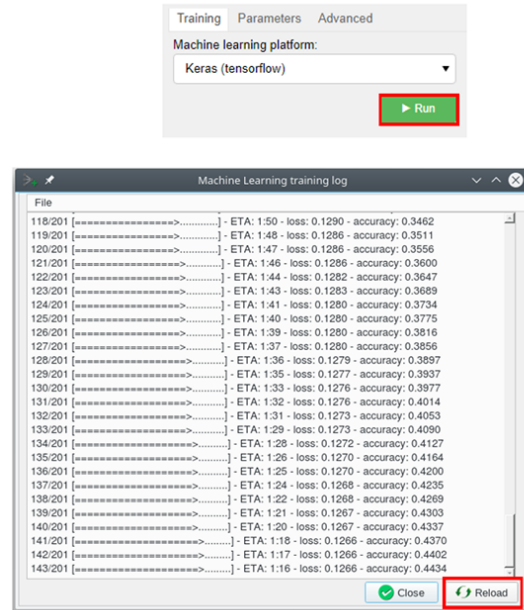 Training Parameters Advanced
Machine learning platform:
Keras (tensorflow)
Run
Machine Learning training log
File
118/201 [=================>............] - ETA: 1:50 - loss: 0.1290 - accuracy: 0.3462
119/201 [=================>............] - ETA: 1:48 - loss: 0.1286 - accuracy: 0.3511
120/201 [=================>............] - ETA: 1:47 - loss: 0.1286 - accuracy: 0.3556
121/201 [=================>............] - ETA: 1:46 - loss: 0.1286 - accuracy: 0.3600
122/201 [=================>............] - ETA: 1:44 - loss: 0.1282 - accuracy: 0.3647
123/201 [=================>............] - ETA: 1:43 - loss: 0.1283 - accuracy: 0.3689
124/201 [=================>............] - ETA: 1:41 - loss: 0.1280 - accuracy: 0.3734
125/201 [=================>............] - ETA: 1:40 - loss: 0.1280 - accuracy: 0.3775
126/201 [=================>............] - ETA: 1:39 - loss: 0.1280 - accuracy: 0.3816
127/201 [=================>............] - ETA: 1:37 - loss: 0.1280 - accuracy: 0.3856
128/201 [==================>...........] - ETA: 1:36 - loss: 0.1279 - accuracy: 0.3897
129/201 [==================>...........] - ETA: 1:35 - loss: 0.1277 - accuracy: 0.3937
130/201 [==================>...........] - ETA: 1:33 - loss: 0.1276 - accuracy: 0.3977
131/201 [==================>...........] - ETA: 1:32 - loss: 0.1276 - accuracy: 0.4014
132/201 [==================>...........] - ETA: 1:31 - loss: 0.1273 - accuracy: 0.4053
133/201 [==================>...........] - ETA: 1:29 - loss: 0.1273 - accuracy: 0.4090
134/201 [===================>..........] - ETA: 1:28 - loss: 0.1272 - accuracy: 0.4127
135/201 [===================>..........] - ETA: 1:26 - loss: 0.1270 - accuracy: 0.4164
136/201 [===================>..........] - ETA: 1:25 - loss: 0.1270 - accuracy: 0.4200
137/201 [===================>..........] - ETA: 1:24 - loss: 0.1268 - accuracy: 0.4235
138/201 [===================>..........] - ETA: 1:22 - loss: 0.1268 - accuracy: 0.4269
139/201 [===================>..........] - ETA: 1:21 - loss: 0.1267 - accuracy: 0.4303
140/201 [===================>..........] - ETA: 1:20 - loss: 0.1267 - accuracy: 0.4337
141/201 [====================>.........] - ETA: 1:18 - loss: 0.1266 - accuracy: 0.4370
142/201 [====================>.........] - ETA: 1:17 - loss: 0.1266 - accuracy: 0.4402
143/201 [====================>.........] - ETA: 1:16 - loss: 0.1266 - accuracy: 0.4434
Close Reload